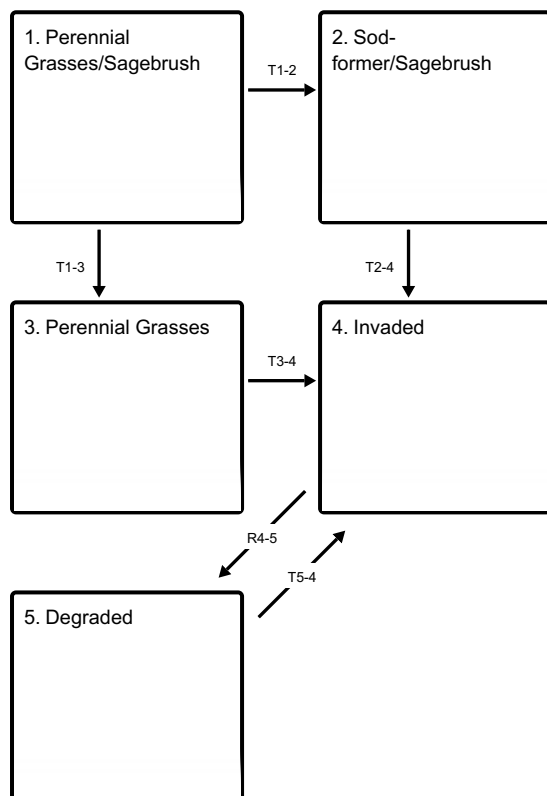 1. Perennial
Grasses/Sagebrush
2. Sod-
former/Sagebrush
T1-2
T1-3
T2-4
3. Perennial Grasses
4. Invaded
T3-4
R4-5
T5-4
5. Degraded